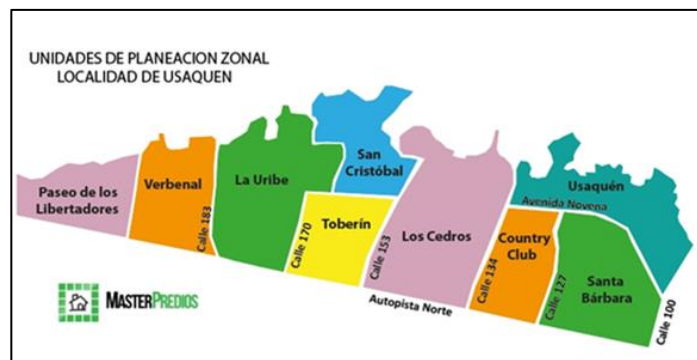 UNIDADES DE PLANEACION ZONAL
LOCALIDAD DE USAQUEN
Paseo de los
Libertadores
Verbenal
Calle 183
La Uribe
San
Cristóbal
Calle 170
Toberín
Calle 153
Los Cedros
Autopista Norte
Calle 134
Country
Club
Usaquén
Avenida Novena
Calle 127
Santa
Bárbara
Calle 100
MASTERPREDIOS